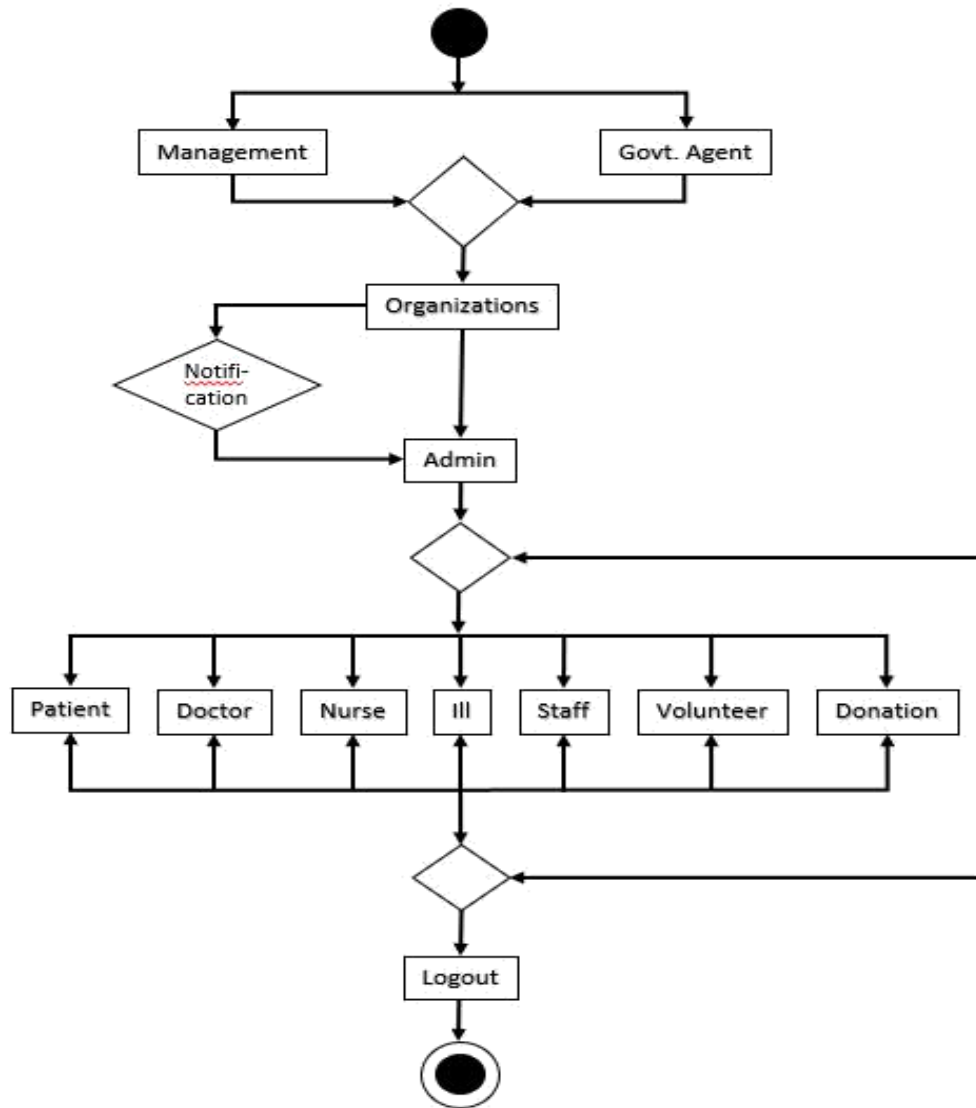 Management
Govt. Agent
Organizations
Notifi-
cation
Admin
Patient
Doctor
Nurse
Ill
Staff
Volunteer
Donation
Logout